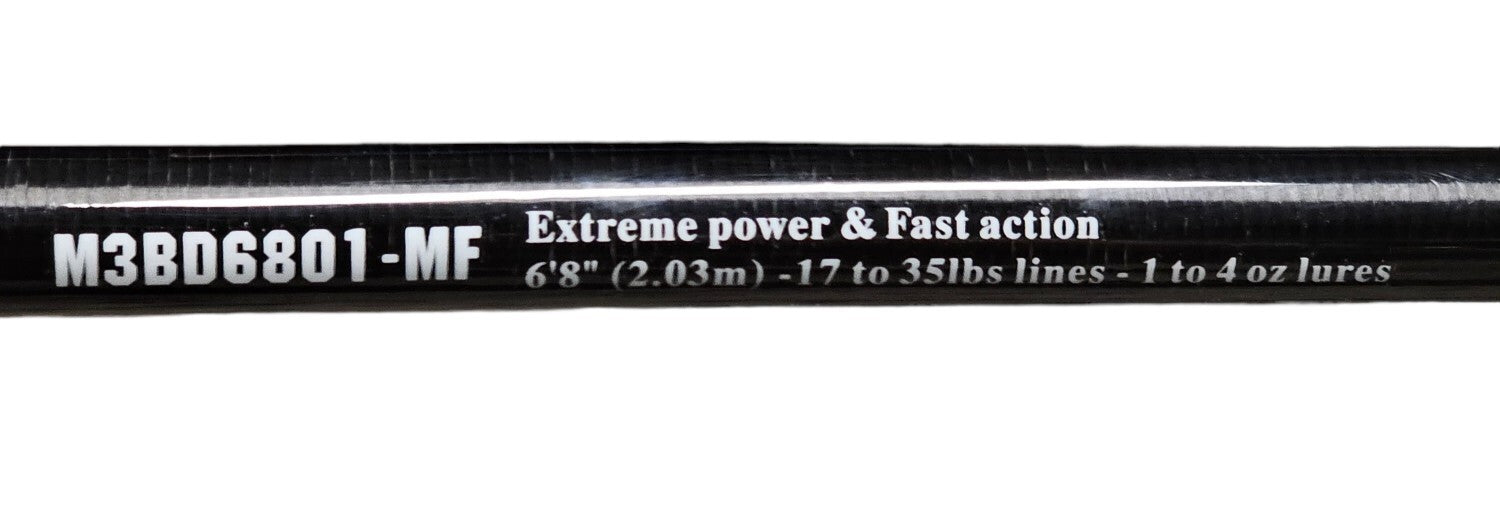 M3BD6801-MF
Extreme power & Fast action
6'8" (2.03m) -17 to 35lbs lines - 1 to 4 oz lures